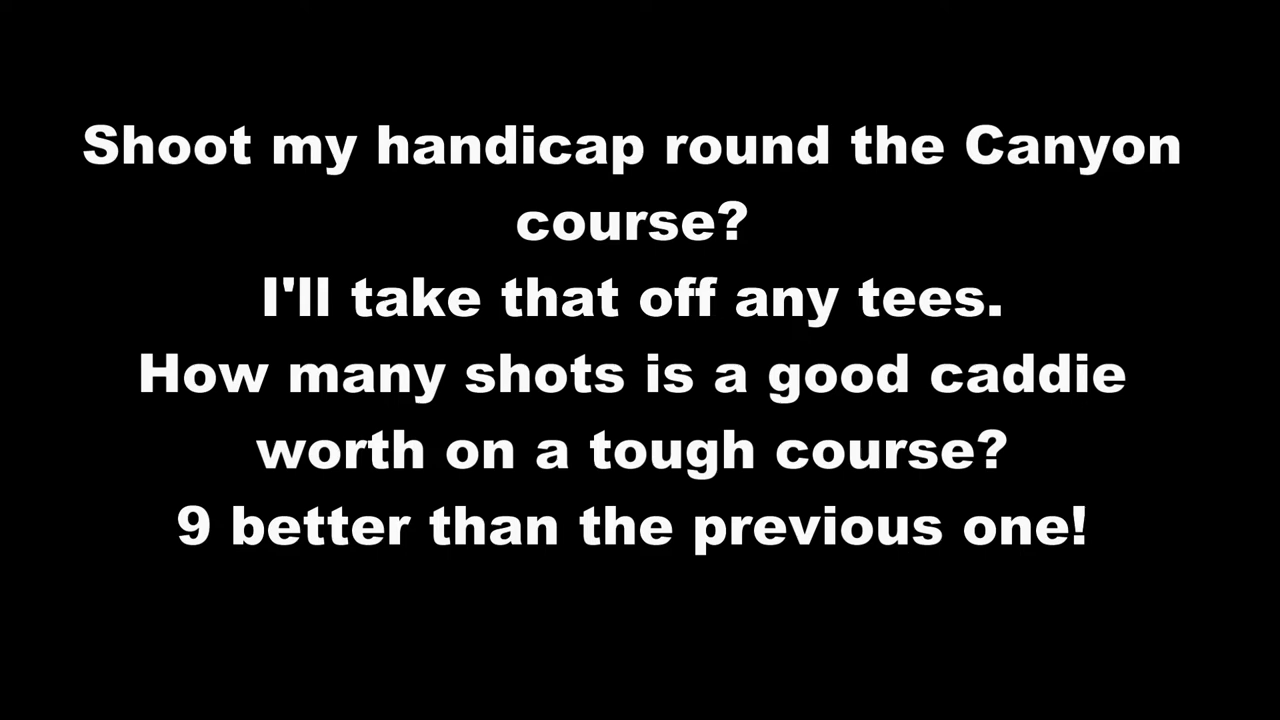 Shoot my handicap round the Canyon
course?
I'll take that off any tees.
How many shots is a good caddie
worth on a tough course?
9 better than the previous one!